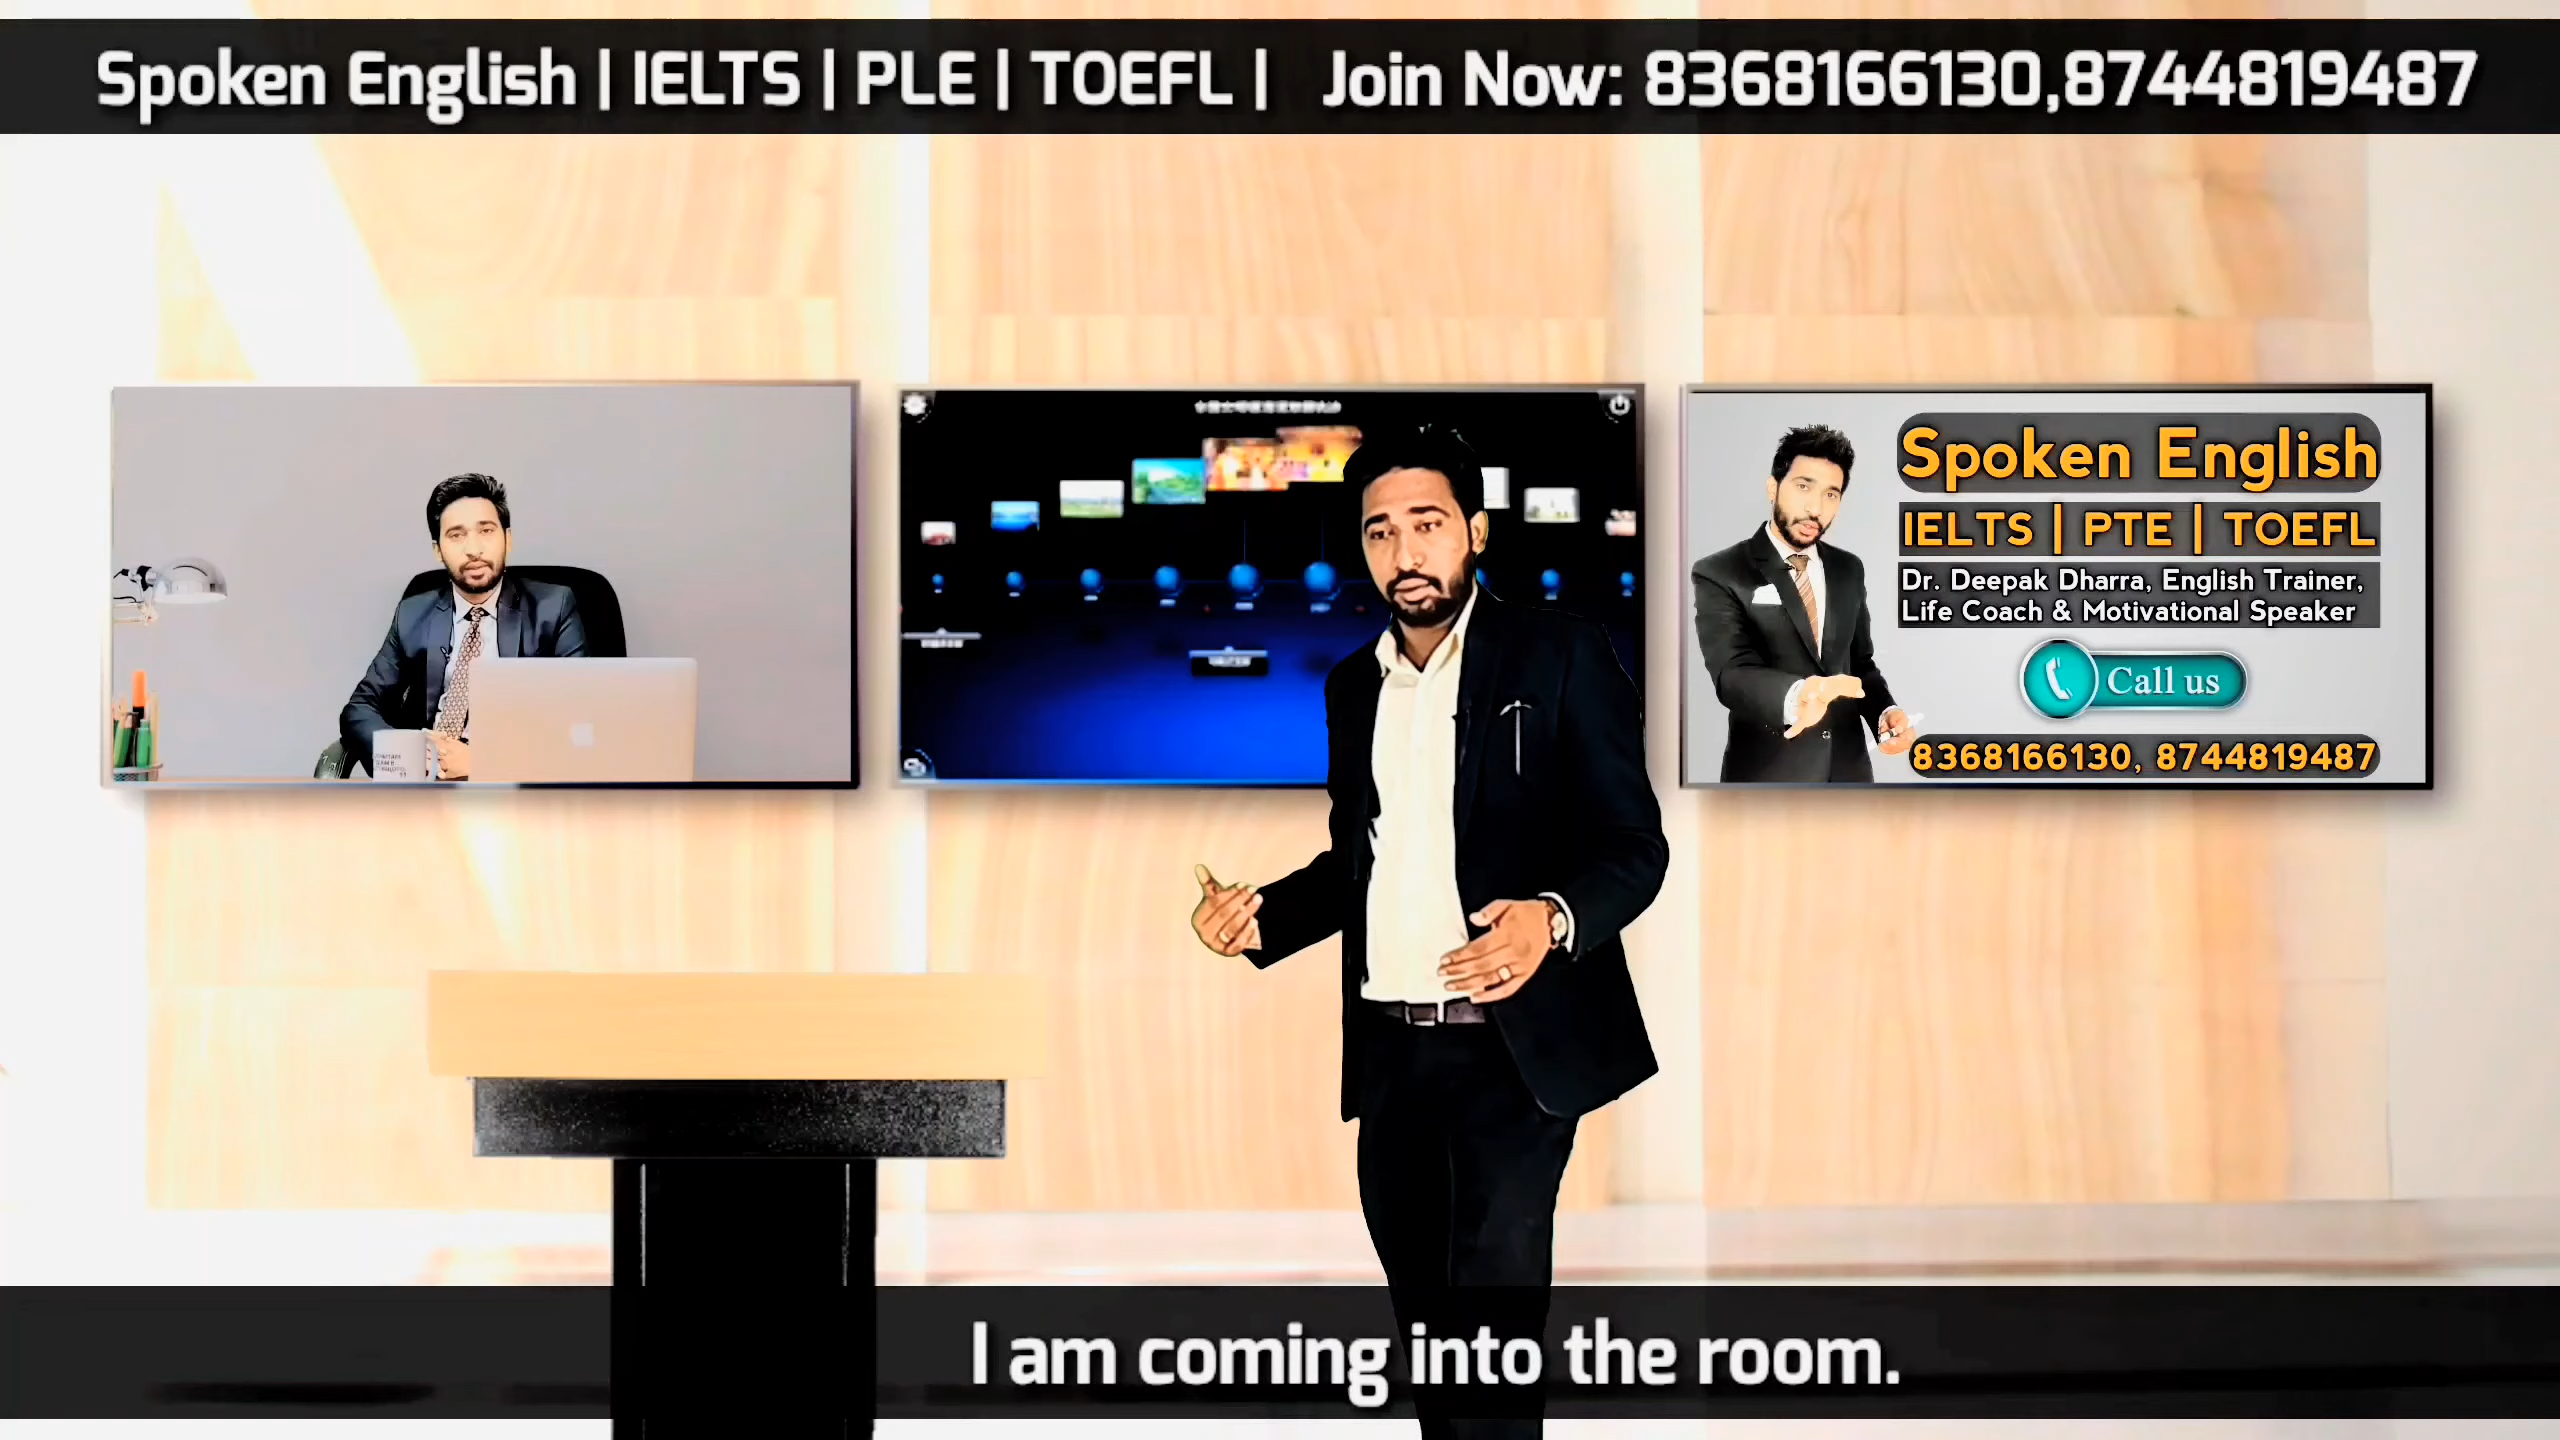 Spoken English | IELTS | PLE | TOEFL | Join Now: 8368166130,8744819487
Spoken English
IELTS | PTE | TOEFL
Dr. Deepak Dharra, English Trainer,
Life Coach & Motivational Speaker
Call us
8368166130, 8744819487
I am coming into the room.